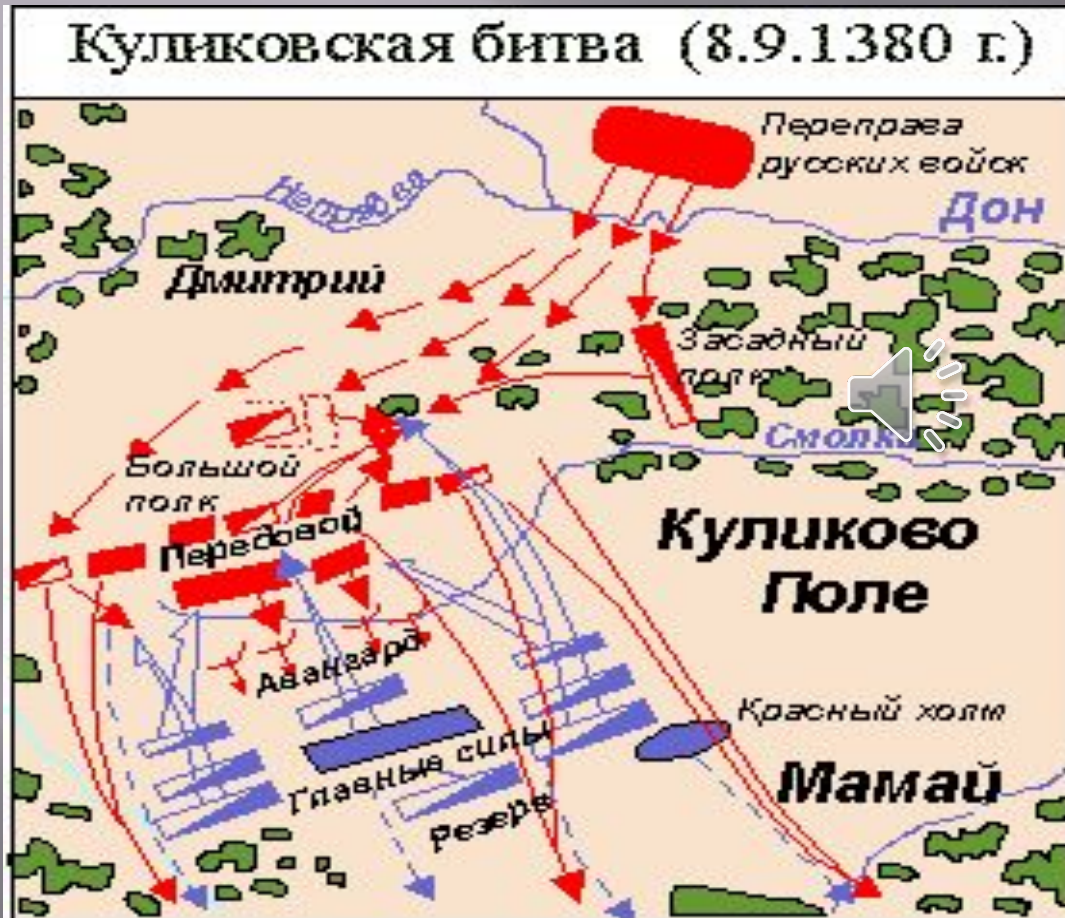 Куликовская битва (8.9.1380 г.)
Переправа
русских войск
Непрядва
Дон
Дмитрий
Засадный
полк
Смолка
Большой
полк
Передовой
Куликово
Поле
Авангард
Красный холм
Главные силы
Мамай
Резерв